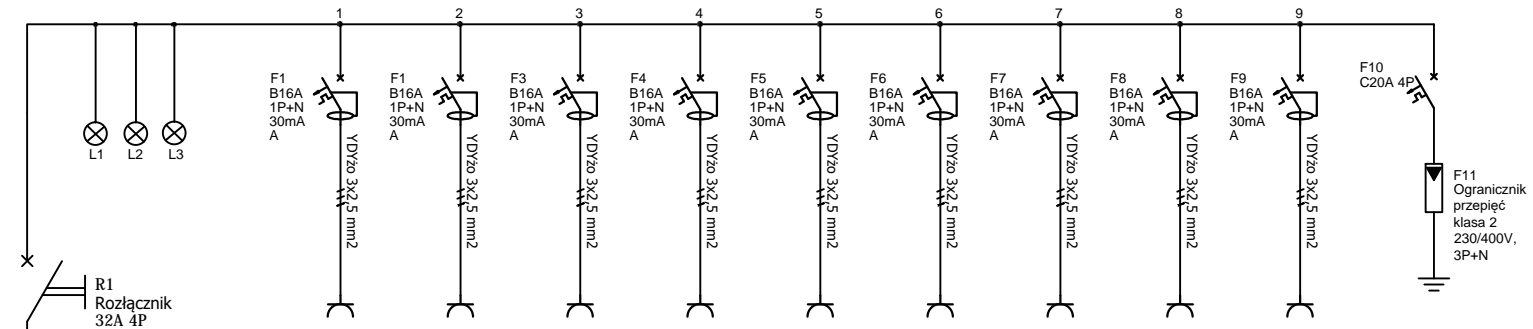 1
2
3
4
5
6
7
8
9
L1
L2
L3
F1
B16A
1P+N
30mA
A
YDYżo 3x2,5 mm2
F1
B16A
1P+N
30mA
A
YDYżo 3x2,5 mm2
F3
B16A
1P+N
30mA
A
YDYżo 3x2,5 mm2
F4
B16A
1P+N
30mA
A
YDYżo 3x2,5 mm2
F5
B16A
1P+N
30mA
A
YDYżo 3x2,5 mm2
F6
B16A
1P+N
30mA
A
YDYżo 3x2,5 mm2
F7
B16A
1P+N
30mA
A
YDYżo 3x2,5 mm2
F8
B16A
1P+N
30mA
A
YDYżo 3x2,5 mm2
F9
B16A
1P+N
30mA
A
YDYżo 3x2,5 mm2
F10
C20A 4P
F11
Ogranicznik
przepięć
klasa 2
230/400V,
3P+N
R1
Rozłącznik
32A 4P